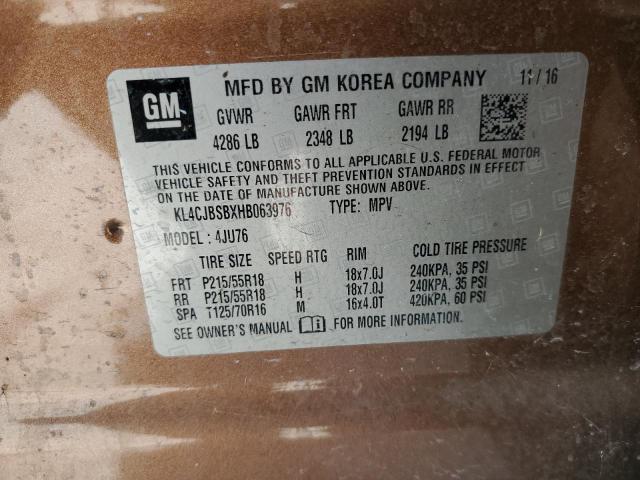 GM
MFD BY GM KOREA COMPANY 11/16
GVWR GAWR FRT GAWR RR
4286 LB 2348 LB 2194 LB
THIS VEHICLE CONFORMS TO ALL APPLICABLE U.S. FEDERAL MOTOR
VEHICLE SAFETY AND THEFT PREVENTION STANDARDS IN EFFECT
ON THE DATE OF MANUFACTURE SHOWN ABOVE.
KL4CJBSBXHB063976 TYPE: MPV
MODEL: 4JU76
TIRE SIZE SPEED RTG RIM COLD TIRE PRESSURE
FRT P215/55R18 H 18x7.0J 240KPA, 35 PSI
RR P215/55R18 H 18x7.0J 240KPA, 35 PSI
SPA T125/70R16 M 16x4.0T 420KPA, 60 PSI
SEE OWNER'S MANUAL FOR MORE INFORMATION.